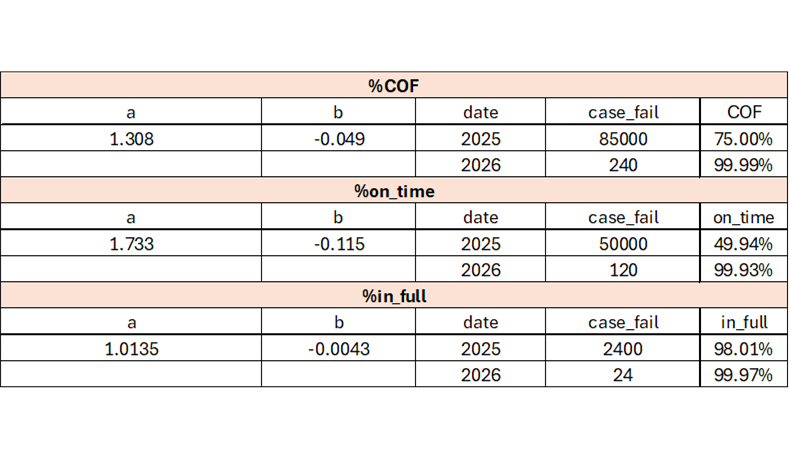 %COF
a b date case_fail COF
1.308 -0.049 2025 85000 75.00%
2026 240 99.99%
%on_time
a b date case_fail on_time
1.733 -0.115 2025 50000 49.94%
2026 120 99.93%
%in_full
a b date case_fail in_full
1.0135 -0.0043 2025 2400 98.01%
2026 24 99.97%